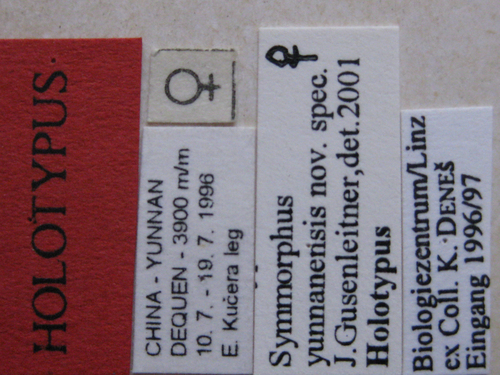 HOLOTYPUS
♀
CHINA - YUNNAN
DEQUEN - 3900 m/m
10. 7. - 19. 7. 1996
E. Kučera leg
♀
Symmorphus
yunnanensis nov. spec.
J.Gusenleitner,det.2001
Holotypus
Biologiezentrum/Linz
ex Coll. K. DENEŠ
Eingang 1996/97